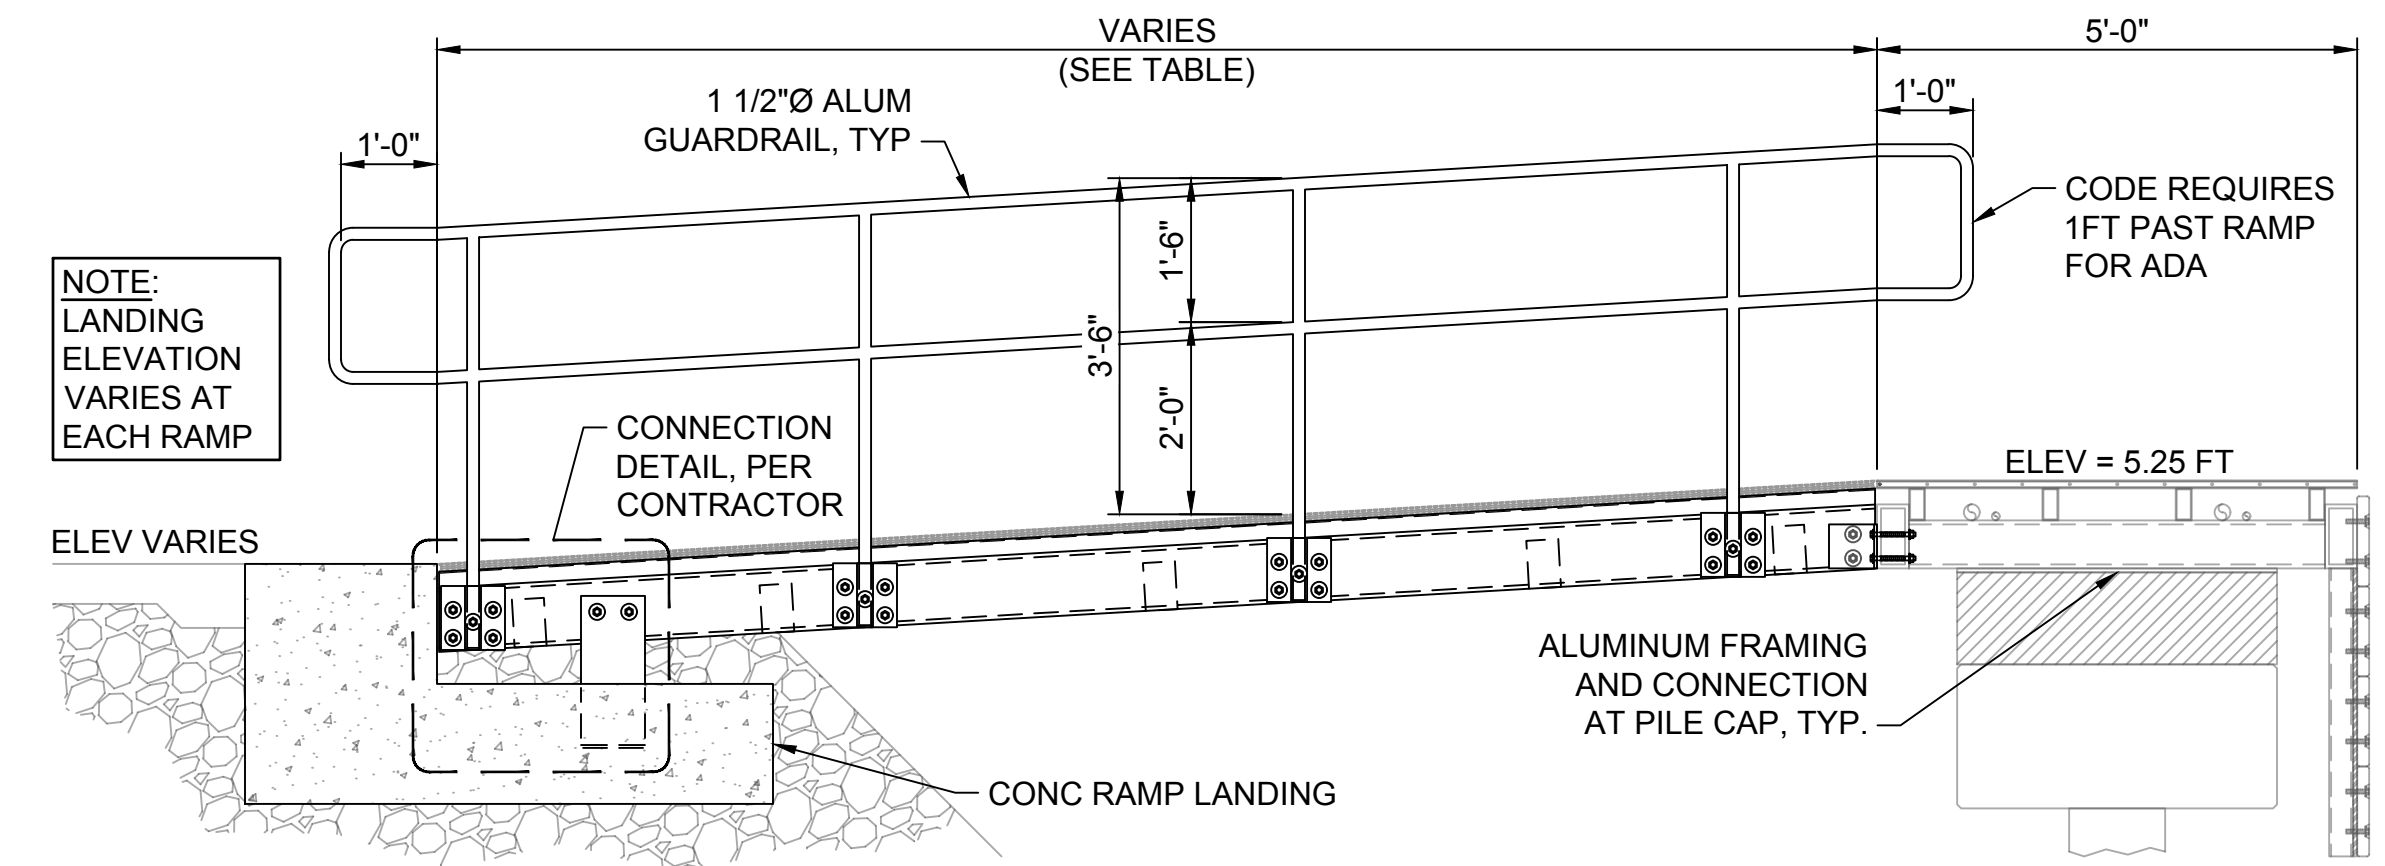 VARIES
(SEE TABLE)
5'-0"
1'-0"
1 1/2"Ø ALUM
GUARDRAIL, TYP
1'-0"
CODE REQUIRES
1FT PAST RAMP
FOR ADA
NOTE:
LANDING
ELEVATION
VARIES AT
EACH RAMP
1'-6"
3'-6"
2'-0"
CONNECTION
DETAIL, PER
CONTRACTOR
ELEV = 5.25 FT
ELEV VARIES
ALUMINUM FRAMING
AND CONNECTION
AT PILE CAP, TYP.
CONC RAMP LANDING